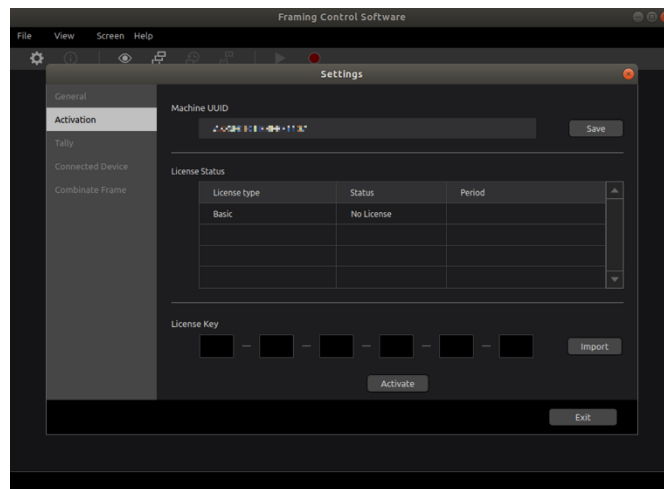 Framing Control Software
File View Screen Help
Settings
General
Activation
Tally
Connected Device
Combinate Frame
Machine UUID
Save
License Status
License type Status Period
Basic No License
License Key
Import
Activate
Exit